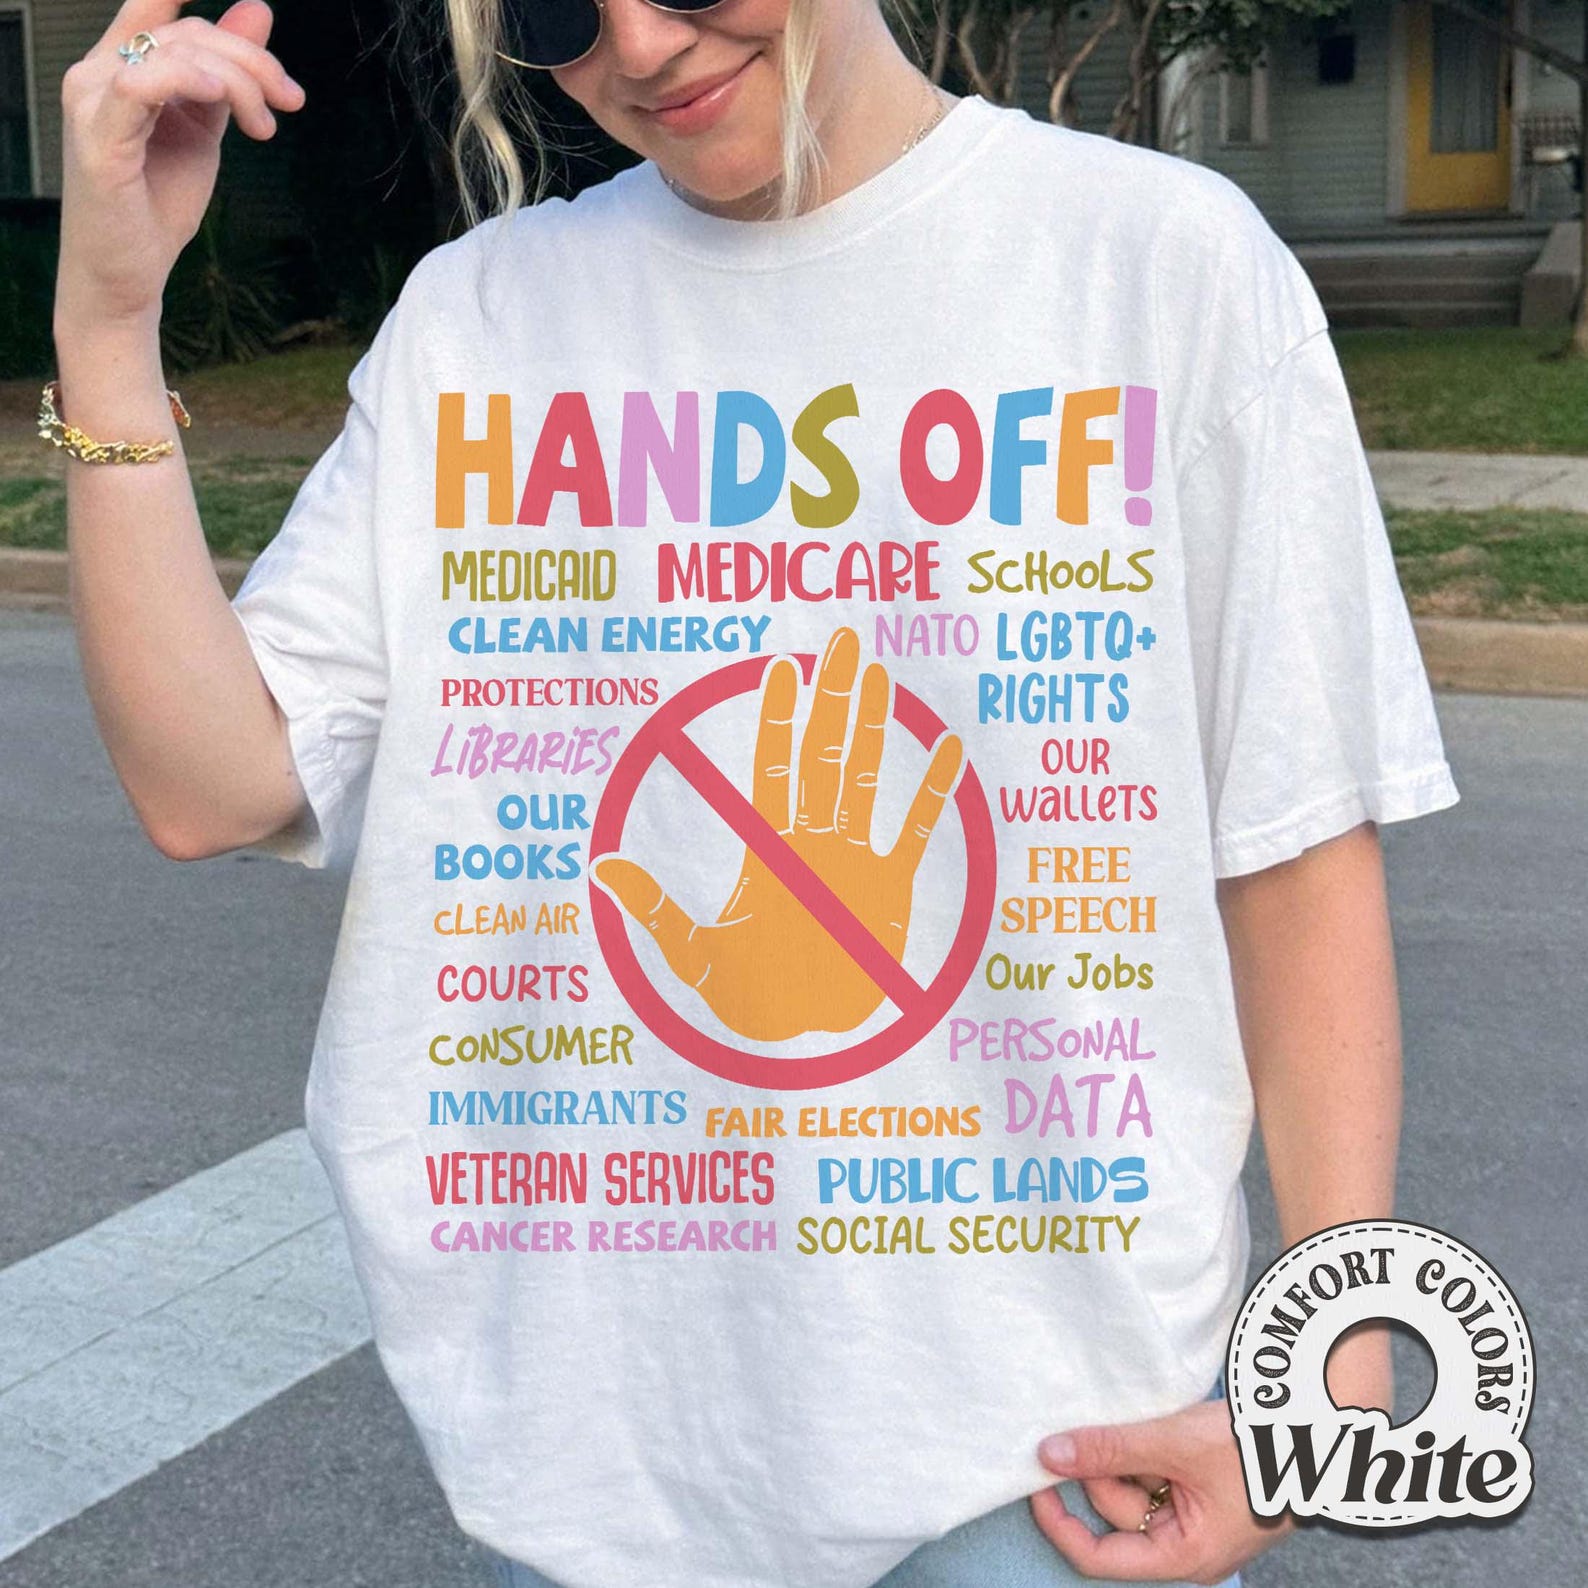 HANDS OFF!
MEDICAID MEDICARE SCHOOLS
CLEAN ENERGY NATO LGBTQ+
PROTECTIONS RIGHTS
LiBRARiES OUR
OUR WaLLETS
BOOKS FREE
CLEAN AIR SPEECH
COURTS Our Jobs
CONSUMER PERSONAL
IMMIGRANTS FAIR ELECTIONS DATA
VETERAN SERVICES PUBLIC LANDS
CANCER RESEARCH SOCIAL SECURITY
COMFORT COLORS
White